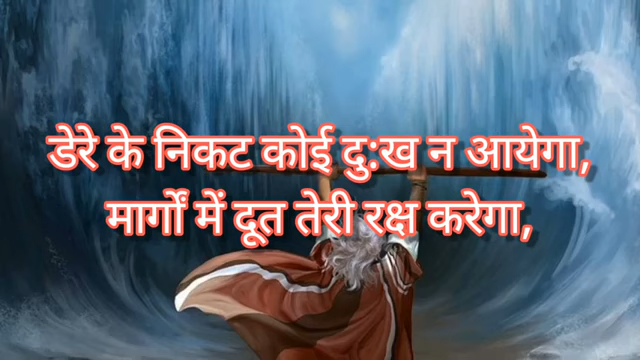 डेरे के निकट कोई दु:ख न आयेगा,
मार्गों में दूत तेरी रक्ष करेगा,